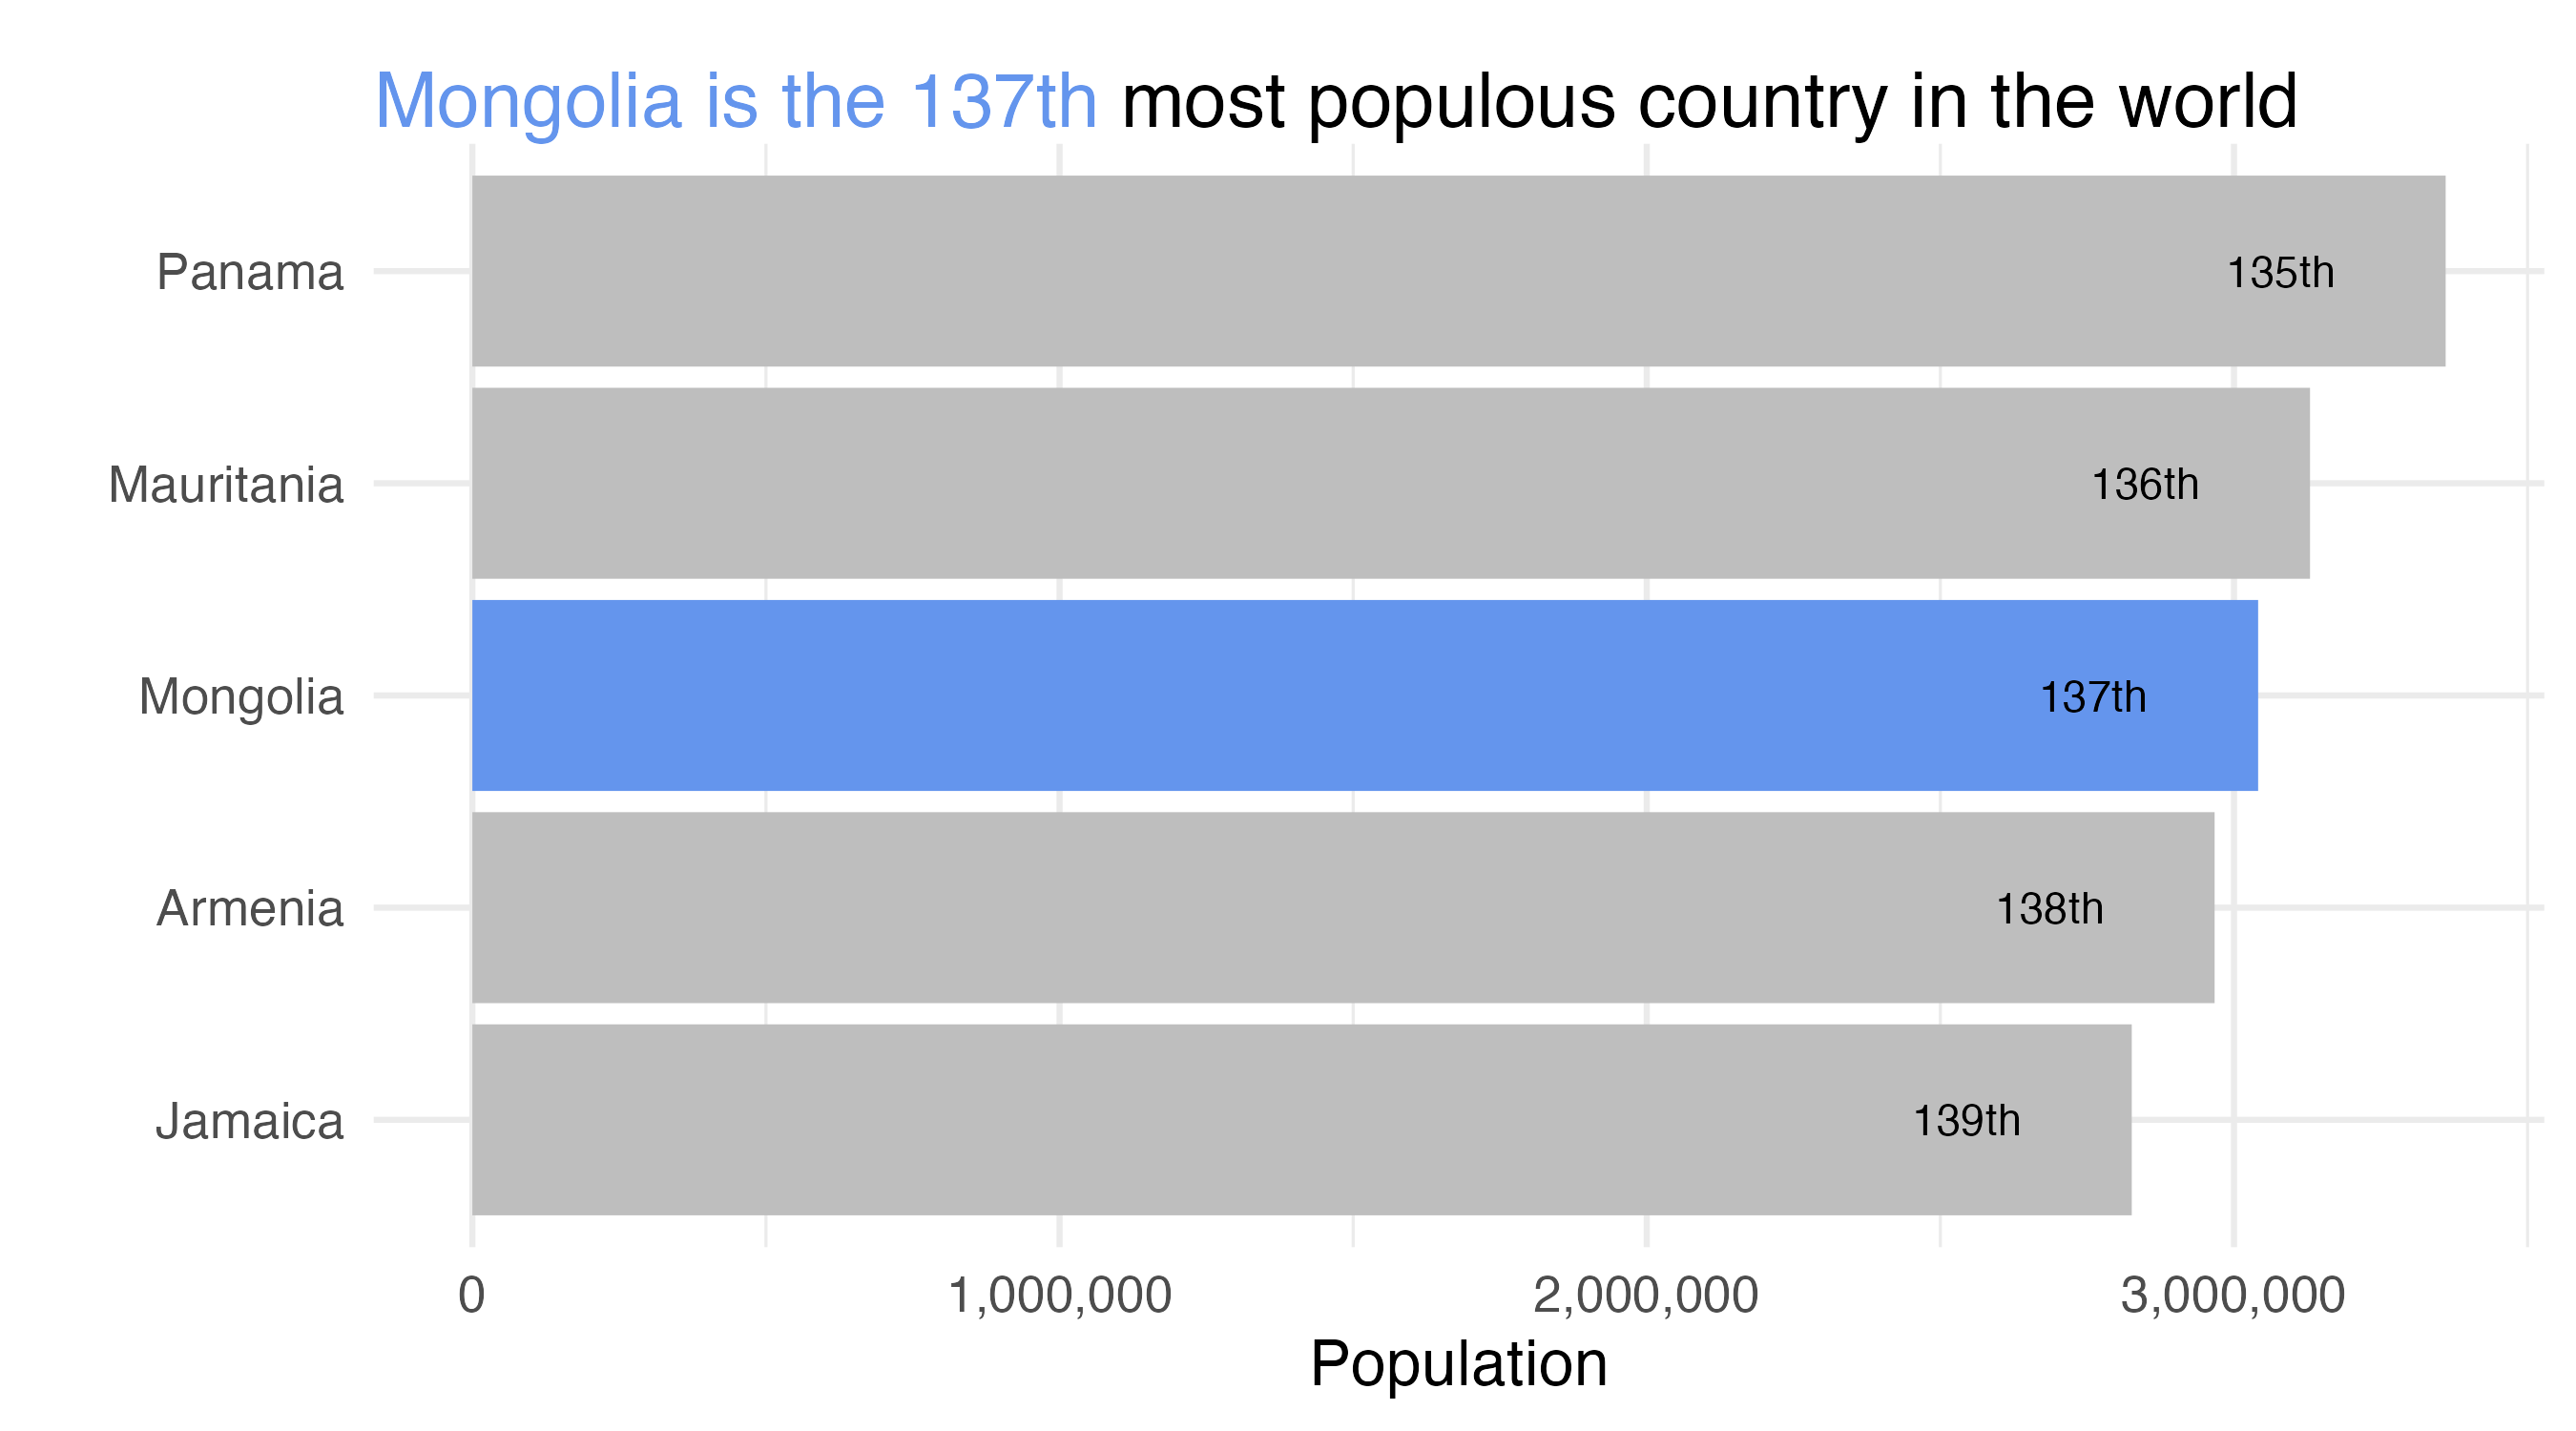 Mongolia is the 137th most populous country in the world
Panama
135th
Mauritania
136th
Mongolia
137th
Armenia
138th
Jamaica
139th
0
1,000,000
2,000,000
3,000,000
Population